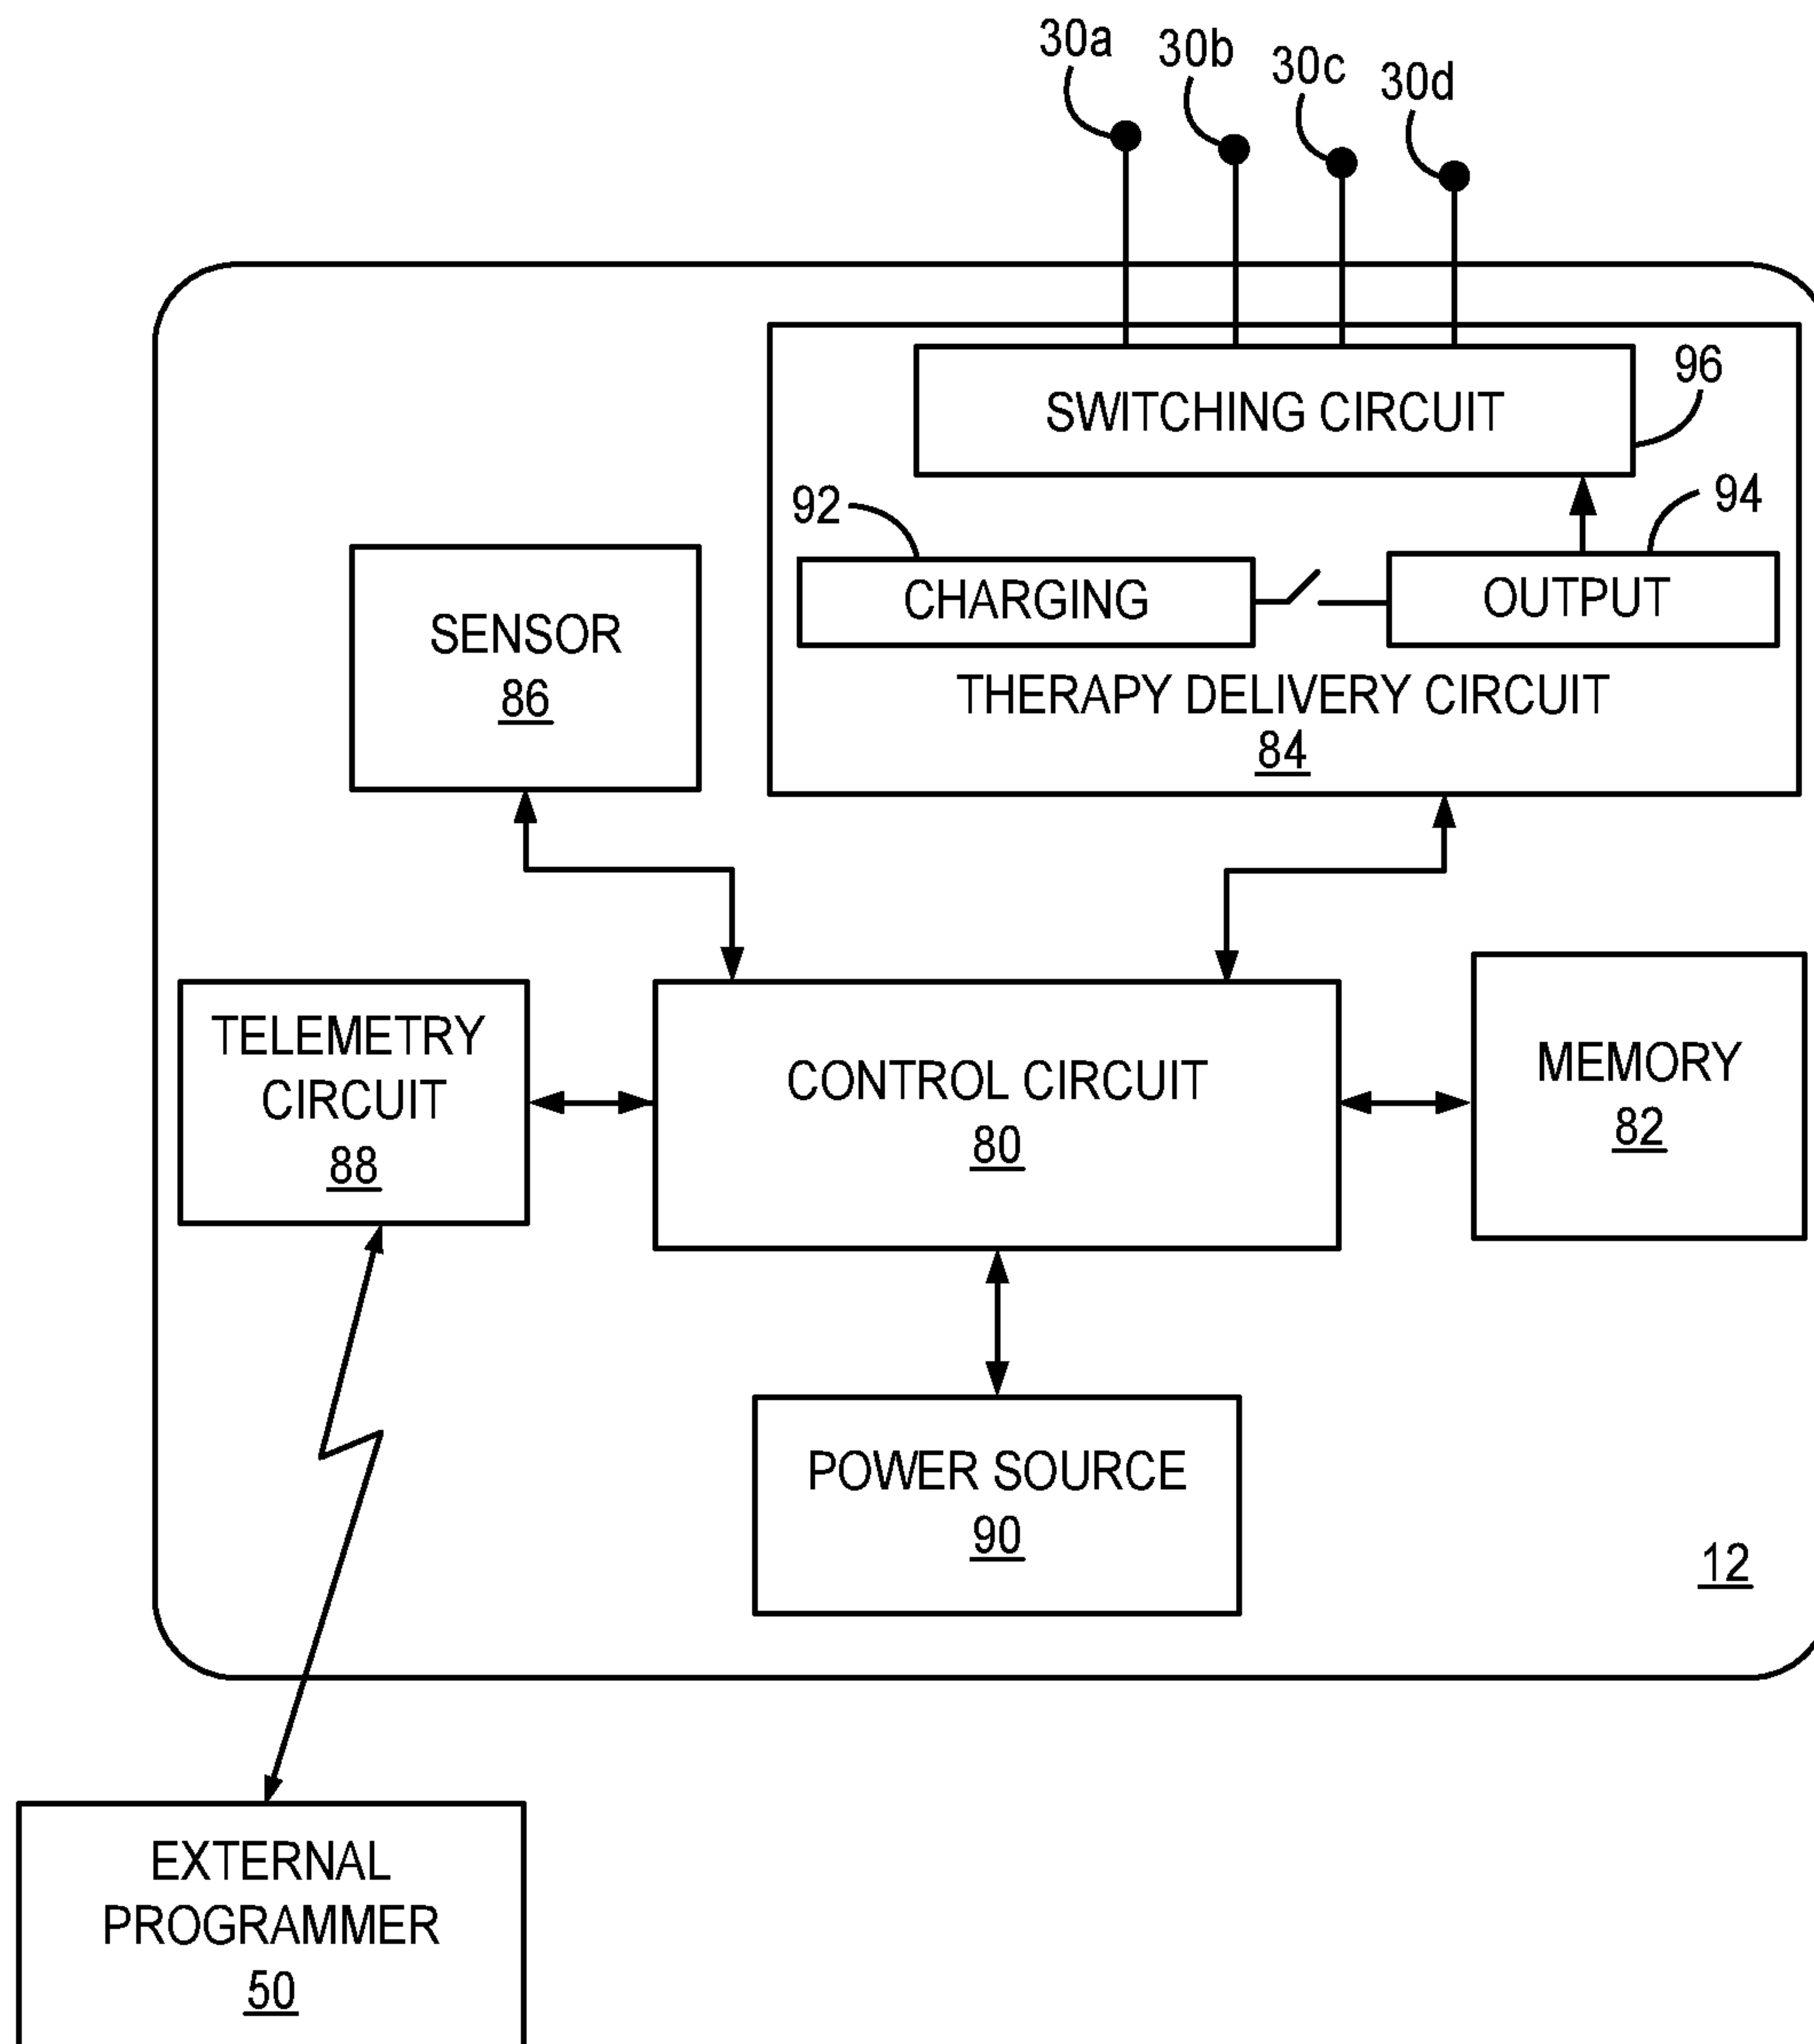 30a
30b
30c
30d
SWITCHING CIRCUIT
96
92
94
CHARGING
OUTPUT
THERAPY DELIVERY CIRCUIT
84
SENSOR
86
TELEMETRY
CIRCUIT
88
CONTROL CIRCUIT
80
MEMORY
82
POWER SOURCE
90
12
EXTERNAL
PROGRAMMER
50